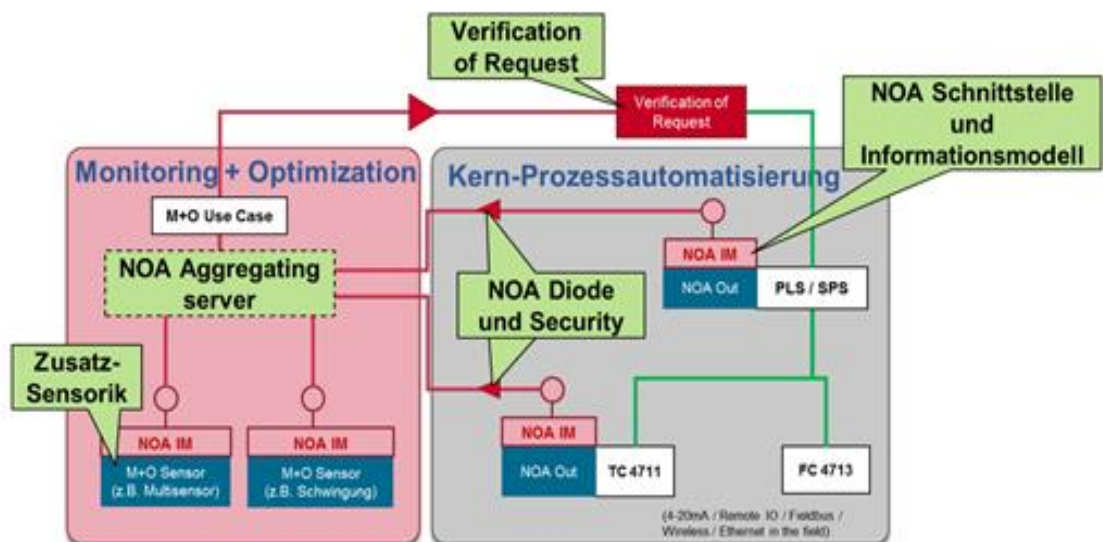 Verification
of Request
Verification of
Request
NOA Schnittstelle
und
Informationsmodell
Monitoring + Optimization
Kern-Prozessautomatisierung
M+O Use Case
NOA Aggregating
server
NOA Diode
und Security
NOA IM
NOA Out
PLS / SPS
Zusatz-
Sensorik
NOA IM
M+O Sensor
(z.B. Multisensor)
NOA IM
M+O Sensor
(z.B. Schwingung)
NOA IM
NOA Out
TC 4711
FC 4713
(4-20mA / Remote IO / Fieldbus /
Wireless / Ethernet in the field)